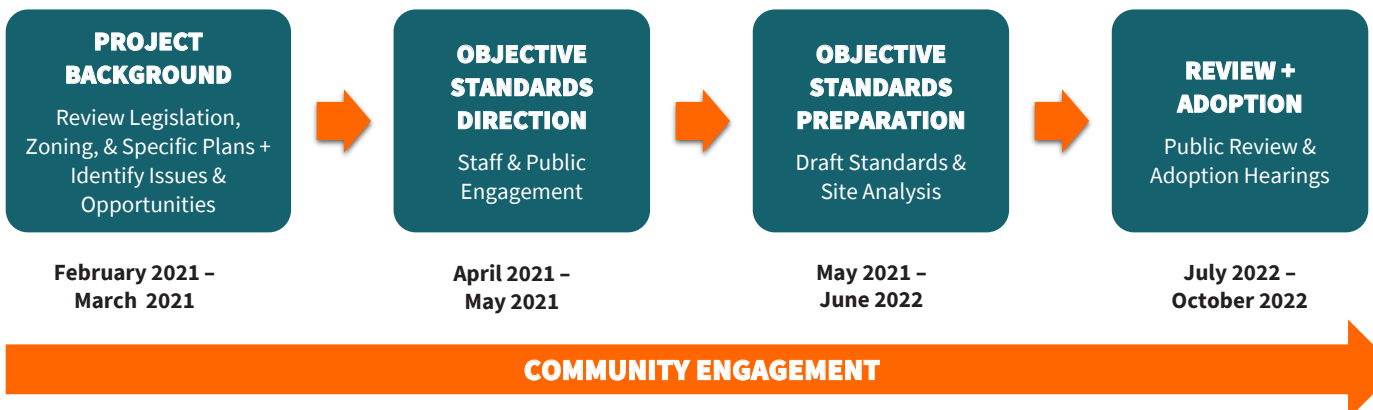 PROJECT
BACKGROUND
Review Legislation,
Zoning, & Specific Plans +
Identify Issues &
Opportunities
February 2021 –
March 2021
OBJECTIVE
STANDARDS
DIRECTION
Staff & Public
Engagement
April 2021 –
May 2021
OBJECTIVE
STANDARDS
PREPARATION
Draft Standards &
Site Analysis
May 2021 –
June 2022
REVIEW +
ADOPTION
Public Review &
Adoption Hearings
July 2022 –
October 2022
COMMUNITY ENGAGEMENT